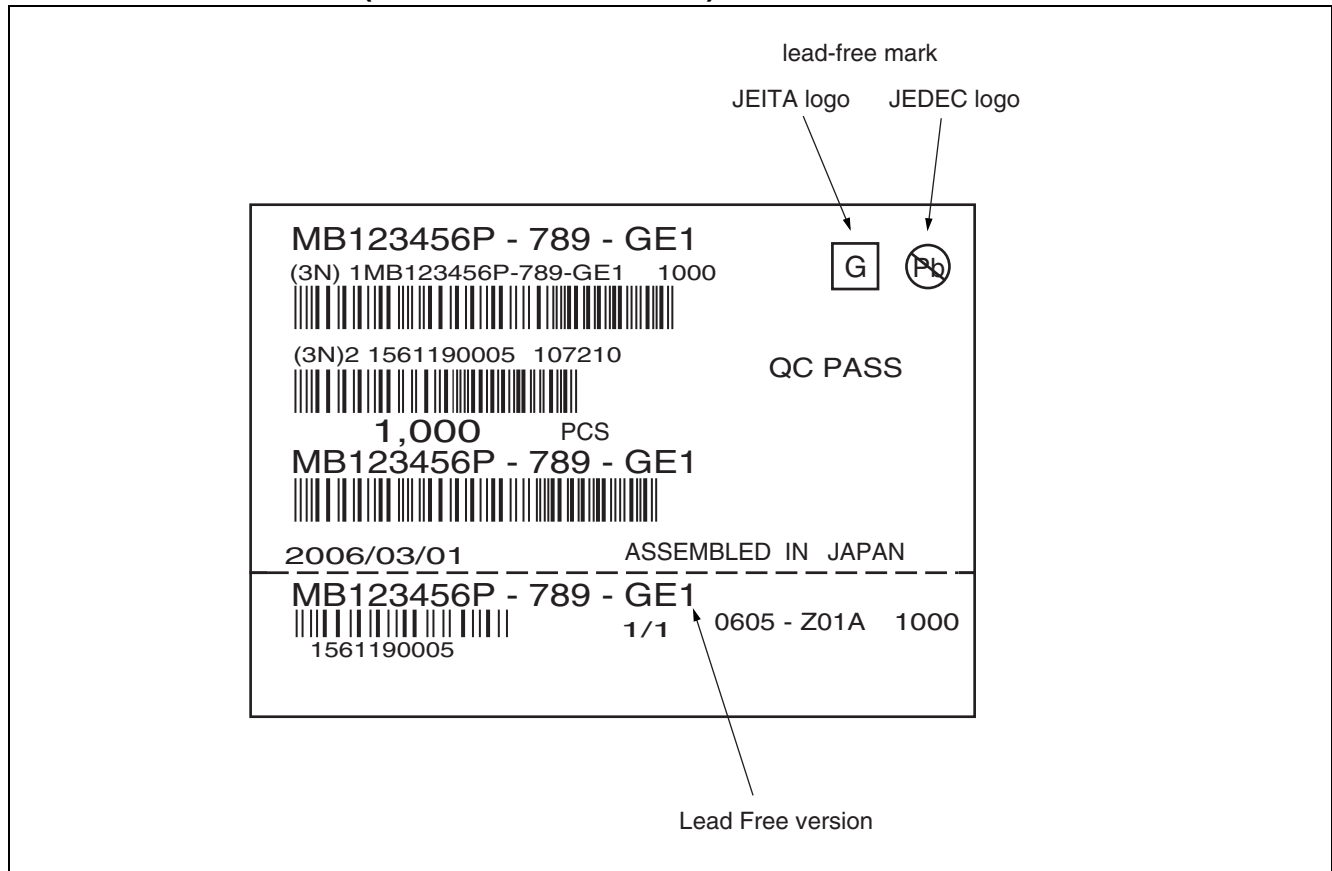 lead-free mark
JEITA logo JEDEC logo
MB123456P - 789 - GE1
(3N) 1MB123456P-789-GE1 1000
G Pb
(3N)2 1561190005 107210
QC PASS
1,000 PCS
MB123456P - 789 - GE1
2006/03/01 ASSEMBLED IN JAPAN
MB123456P - 789 - GE1
1/1 0605 - Z01A 1000
1561190005
Lead Free version